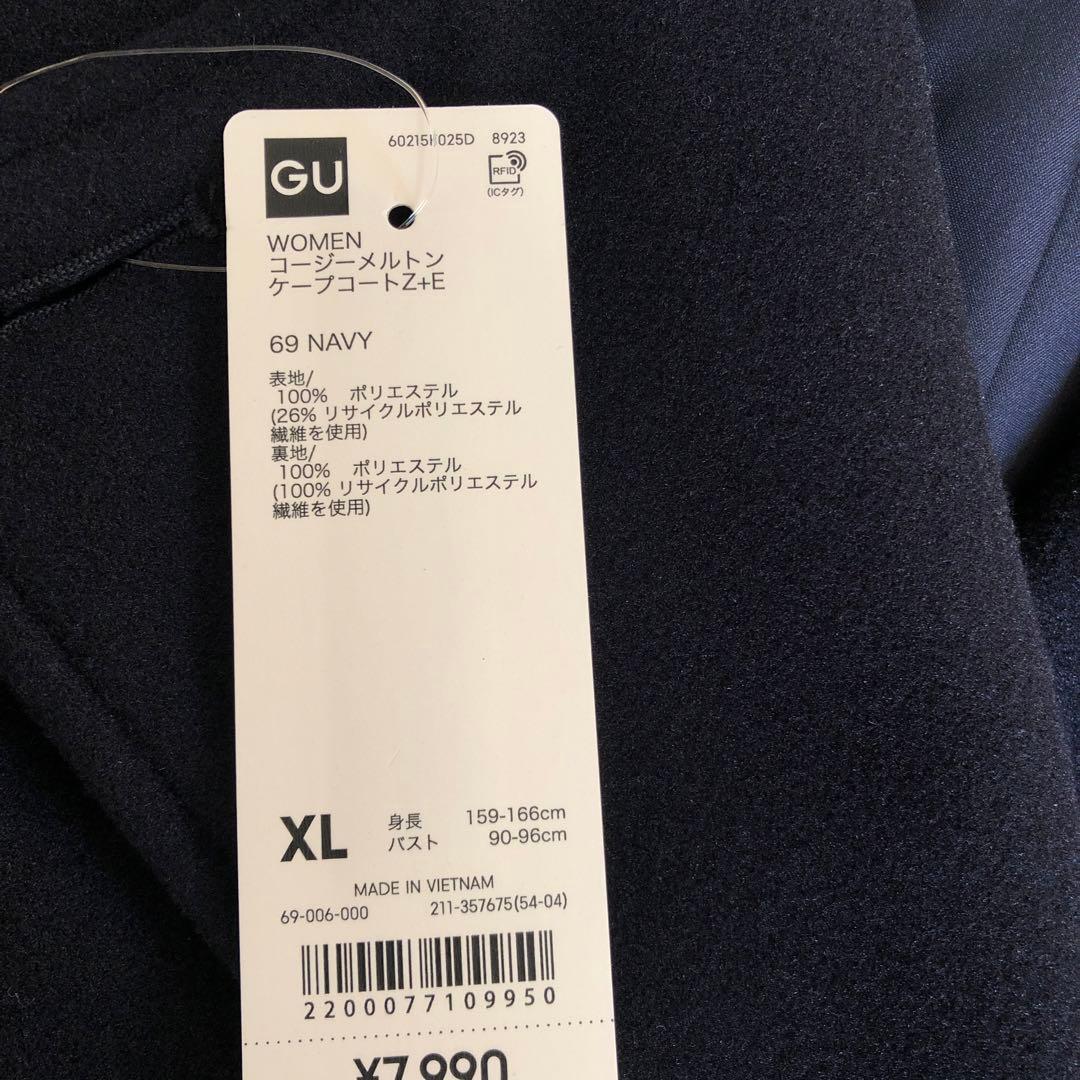 60215H025D 8923
GU
RFID
(ICタグ)
WOMEN
コージーメルトン
ケープコートZ+E
69 NAVY
表地/
100% ポリエステル
(26% リサイクルポリエステル
繊維を使用)
裏地/
100% ポリエステル
(100% リサイクルポリエステル
繊維を使用)
XL 身長 159-166cm
バスト 90-96cm
MADE IN VIETNAM
69-006-000 211-357675(54-04)
2200077109950
¥7,990